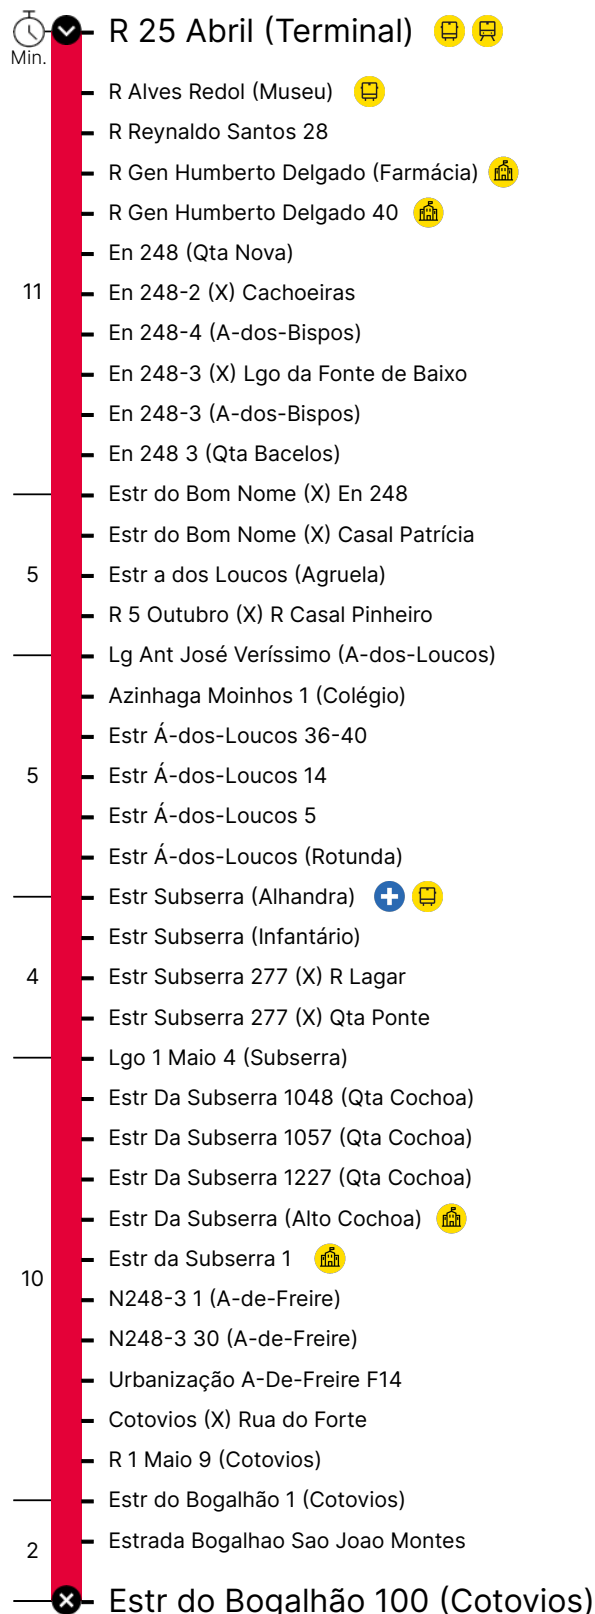 R 25 Abril (Terminal)
Min.
R Alves Redol (Museu)
R Reynaldo Santos 28
R Gen Humberto Delgado (Farmácia)
R Gen Humberto Delgado 40
En 248 (Qta Nova)
11
En 248-2 (X) Cachoeiras
En 248-4 (A-dos-Bispos)
En 248-3 (X) Lgo da Fonte de Baixo
En 248-3 (A-dos-Bispos)
En 248 3 (Qta Bacelos)
Estr do Bom Nome (X) En 248
Estr do Bom Nome (X) Casal Patrícia
5
Estr a dos Loucos (Agruela)
R 5 Outubro (X) R Casal Pinheiro
Lg Ant José Veríssimo (A-dos-Loucos)
Azinhaga Moinhos 1 (Colégio)
Estr Á-dos-Loucos 36-40
5
Estr Á-dos-Loucos 14
Estr Á-dos-Loucos 5
Estr Á-dos-Loucos (Rotunda)
Estr Subserra (Alhandra)
Estr Subserra (Infantário)
4
Estr Subserra 277 (X) R Lagar
Estr Subserra 277 (X) Qta Ponte
Lgo 1 Maio 4 (Subserra)
Estr Da Subserra 1048 (Qta Cochoa)
Estr Da Subserra 1057 (Qta Cochoa)
Estr Da Subserra 1227 (Qta Cochoa)
Estr Da Subserra (Alto Cochoa)
Estr da Subserra 1
10
N248-3 1 (A-de-Freire)
N248-3 30 (A-de-Freire)
Urbanização A-De-Freire F14
Cotovios (X) Rua do Forte
R 1 Maio 9 (Cotovios)
Estr do Bogalhão 1 (Cotovios)
2
Estrada Bogalhao Sao Joao Montes
Estr do Bogalhão 100 (Cotovios)